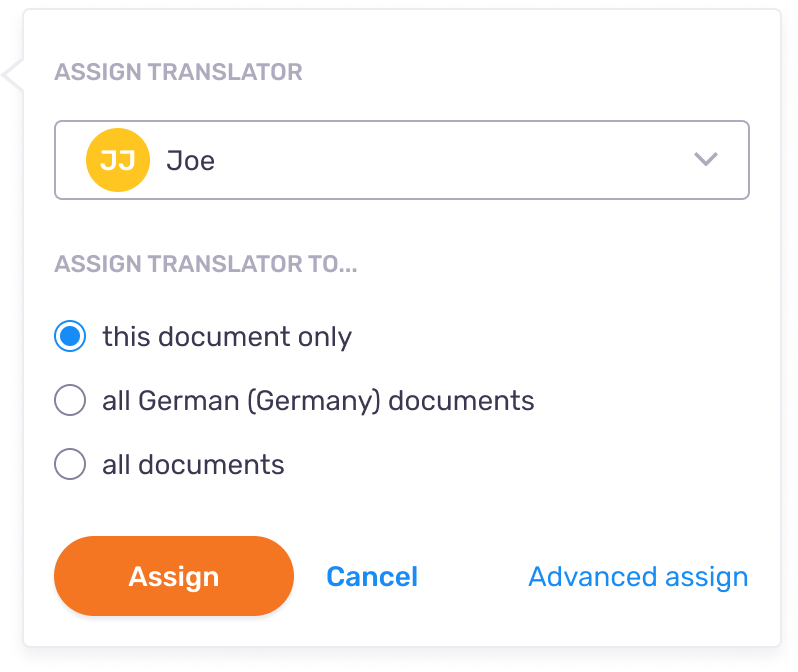 ASSIGN TRANSLATOR
JJ Joe
ASSIGN TRANSLATOR TO...
this document only
all German (Germany) documents
all documents
Assign Cancel Advanced assign